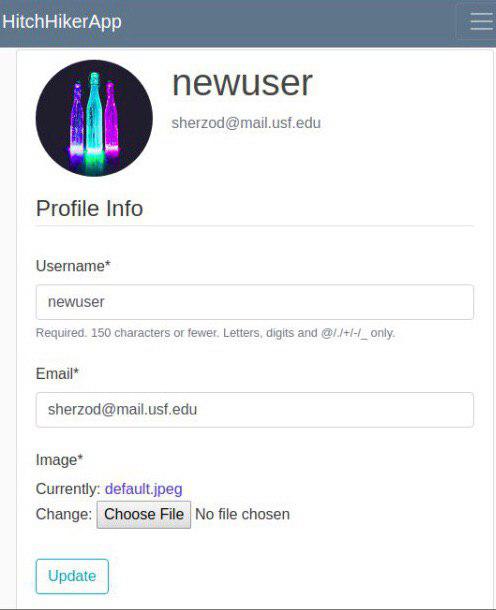 HitchHikerApp
newuser
sherzod@mail.usf.edu
Profile Info
Username*
newuser
Required. 150 characters or fewer. Letters, digits and @/./+/-/_ only.
Email*
sherzod@mail.usf.edu
Image*
Currently: default.jpeg
Change: Choose File No file chosen
Update